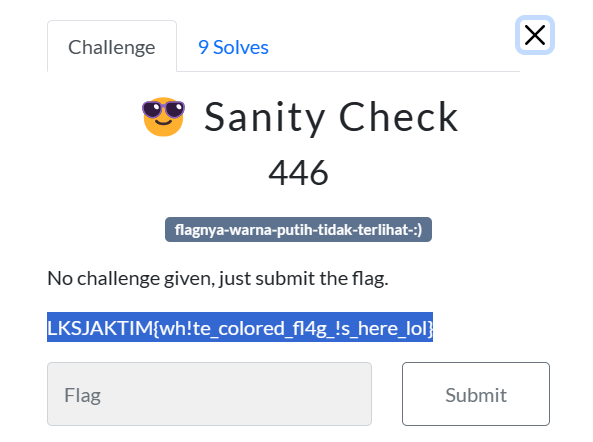 Challenge
9 Solves
Sanity Check
446
flagnya-warna-putih-tidak-terlihat-:)
No challenge given, just submit the flag.
LKSJAKTIM{wh!te_colored_fl4g_!s_here_lol}
Flag
Submit